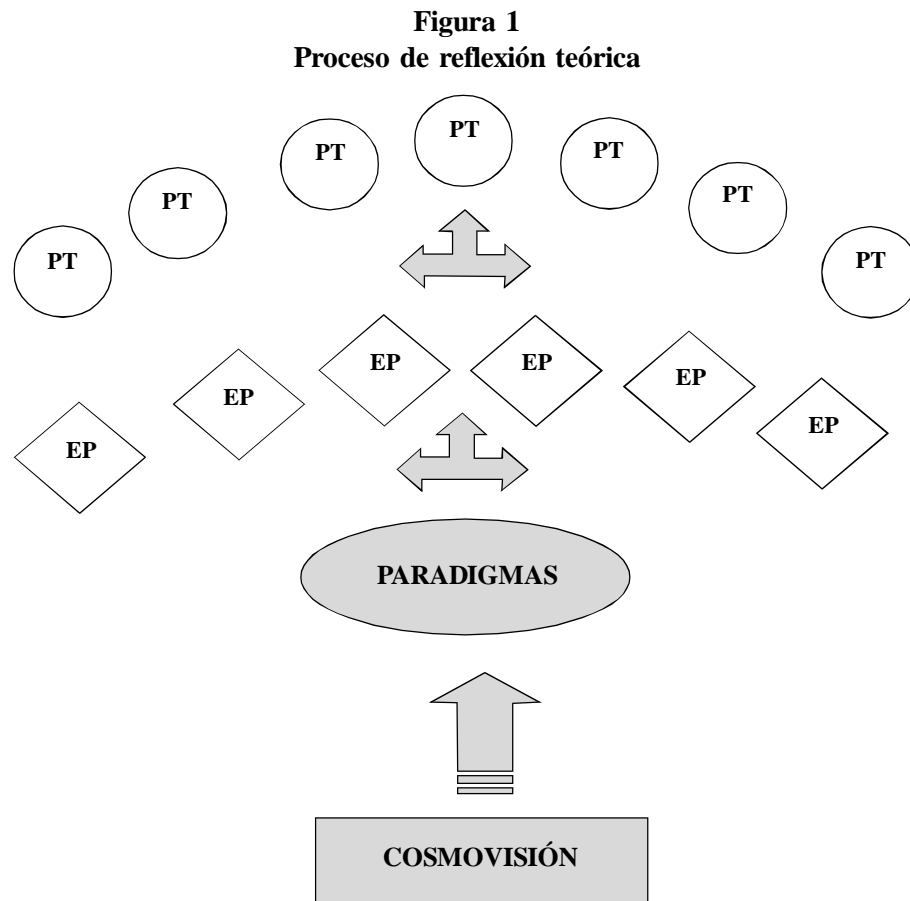 Figura 1
Proceso de reflexión teórica
PT
PT
PT
PT
PT
PT
PT
EP
EP
EP
EP
EP
EP
PARADIGMAS
COSMOVISIÓN